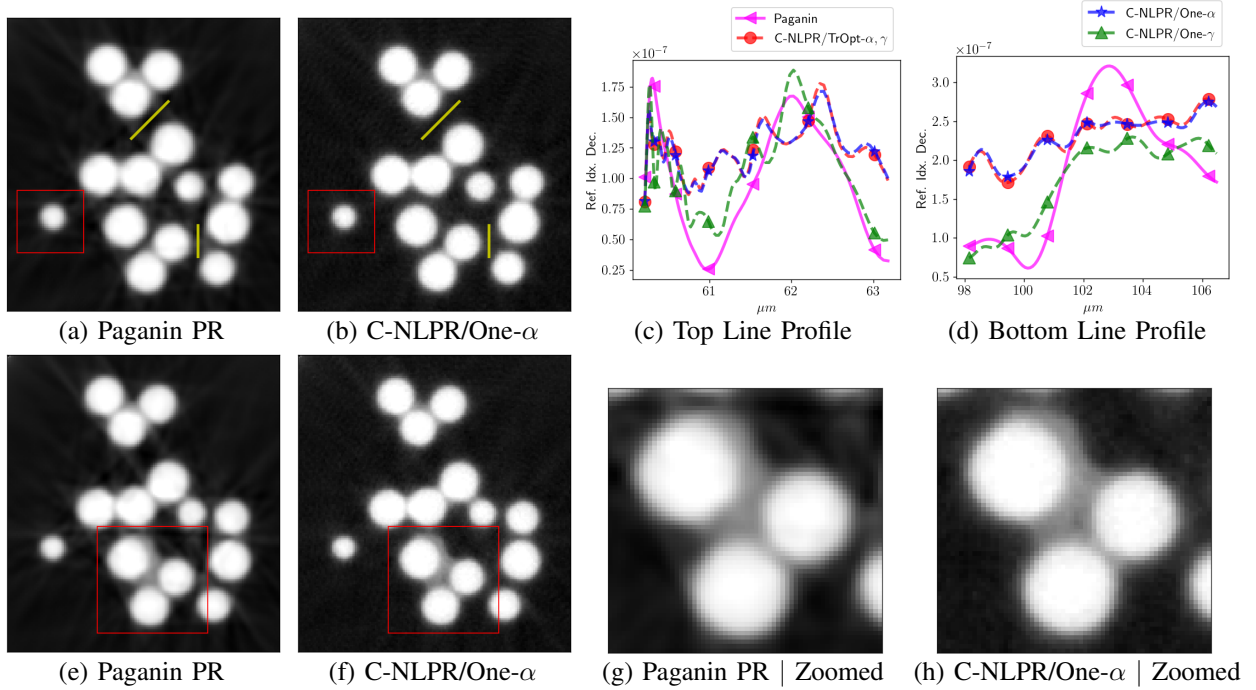 Paganin
C-NLPR/TrOpt-α, γ
C-NLPR/One-α
C-NLPR/One-γ
×10⁻⁷
1.75
1.50
1.25
1.00
0.75
0.50
0.25
Ref. Idx. Dec.
61
62
63
μm
×10⁻⁷
3.0
2.5
2.0
1.5
1.0
0.5
Ref. Idx. Dec.
98
100
102
104
106
μm
(a) Paganin PR
(b) C-NLPR/One-α
(c) Top Line Profile
(d) Bottom Line Profile
(e) Paganin PR
(f) C-NLPR/One-α
(g) Paganin PR | Zoomed
(h) C-NLPR/One-α | Zoomed